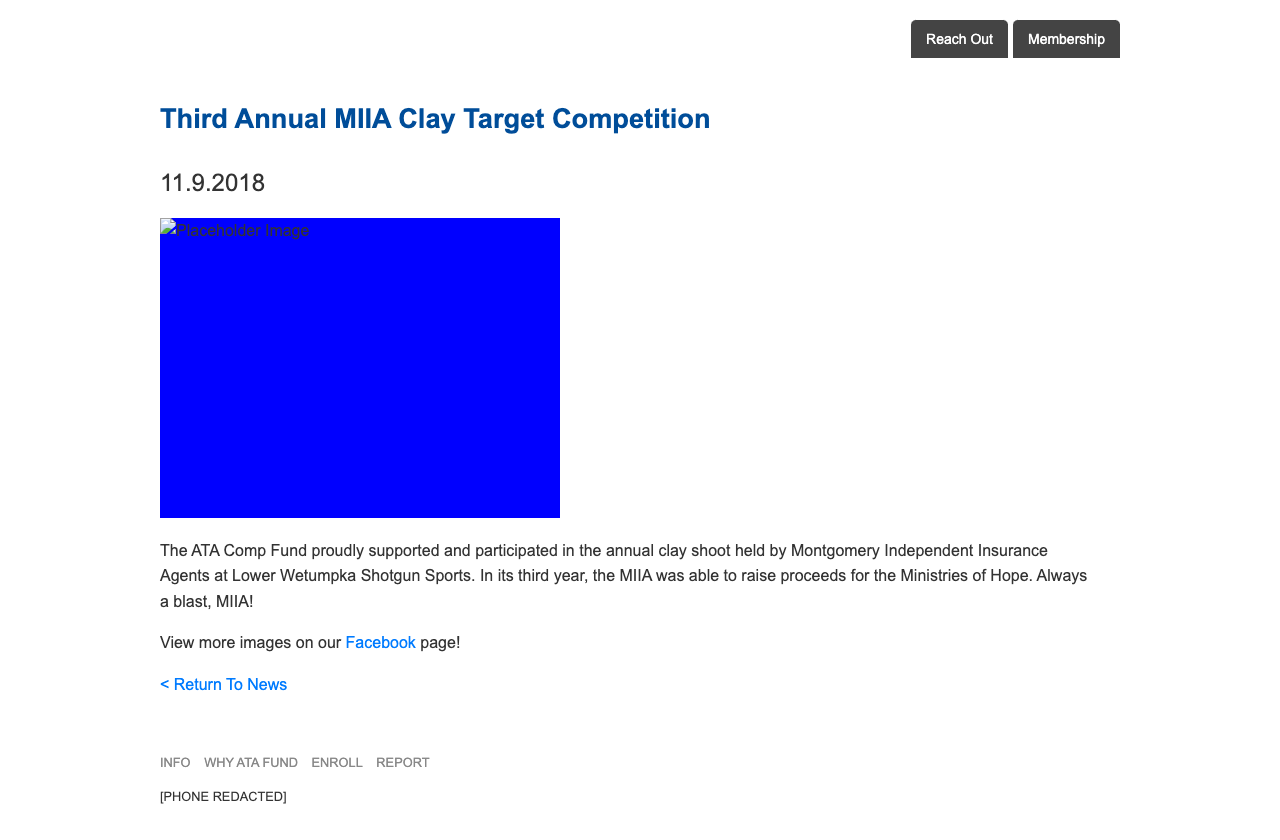 Reach Out Membership
Third Annual MIIA Clay Target Competition
11.9.2018
Placeholder Image
The ATA Comp Fund proudly supported and participated in the annual clay shoot held by Montgomery Independent Insurance
Agents at Lower Wetumpka Shotgun Sports. In its third year, the MIIA was able to raise proceeds for the Ministries of Hope. Always
a blast, MIIA!
View more images on our Facebook page!
< Return To News
INFO WHY ATA FUND ENROLL REPORT
[PHONE REDACTED]